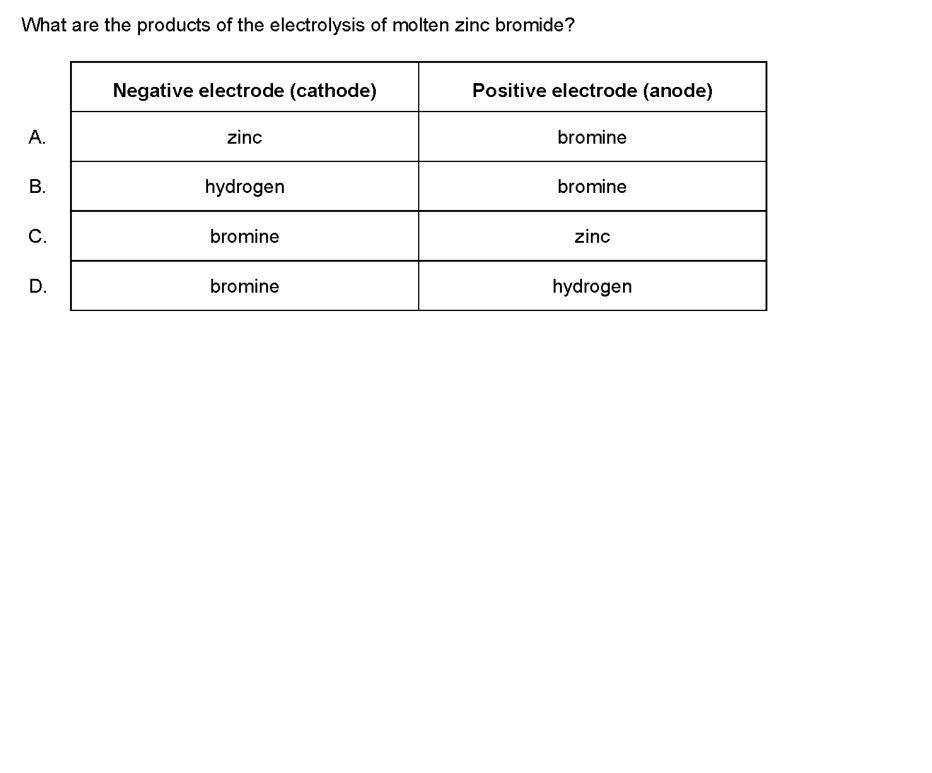 What are the products of the electrolysis of molten zinc bromide?
Negative electrode (cathode) Positive electrode (anode)
A. zinc bromine
B. hydrogen bromine
C. bromine zinc
D. bromine hydrogen